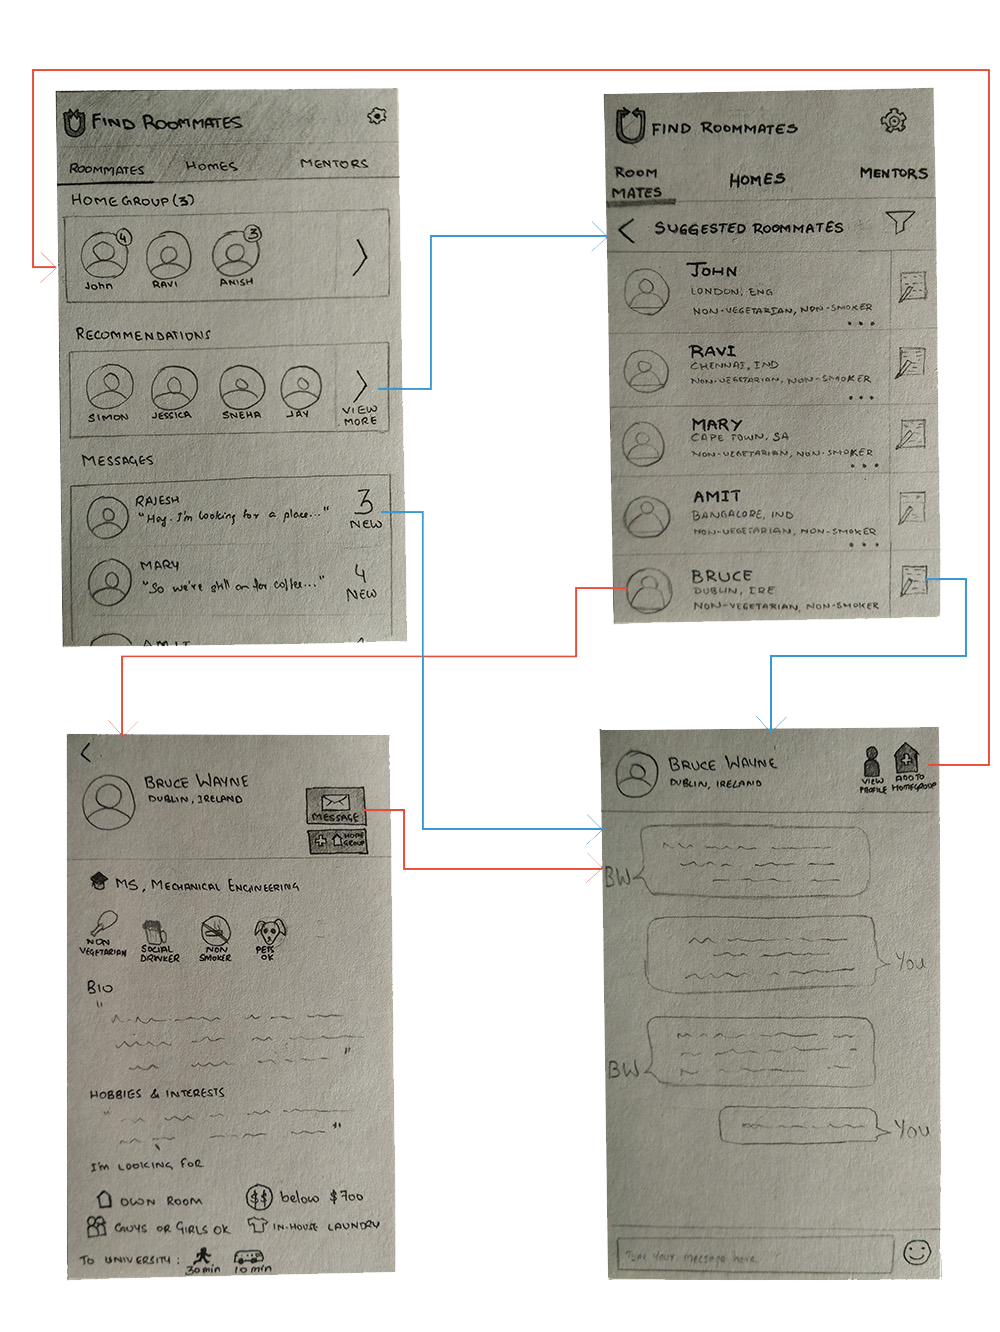 FIND ROOMMATES
ROOMMATES HOMES MENTORS
HOME GROUP (3)
4 3
John RAVI ANISH
RECOMMENDATIONS
SIMON JESSICA SNEHA JAY VIEW MORE
MESSAGES
RAJESH
"Hey. I'm looking for a place..."
3 NEW
MARY
"So we're still on for coffee..."
4 NEW
AMIT
FIND ROOMMATES
ROOM MATES HOMES MENTORS
SUGGESTED ROOMMATES
JOHN
LONDON, ENG
NON-VEGETARIAN, NON-SMOKER
...
RAVI
CHENNAI, IND
NON-VEGETARIAN, NON-SMOKER
...
MARY
CAPE TOWN, SA
NON-VEGETARIAN, NON-SMOKER
...
AMIT
BANGALORE, IND
NON-VEGETARIAN, NON-SMOKER
...
BRUCE
DUBLIN, IRE
NON-VEGETARIAN, NON-SMOKER
BRUCE WAYNE
DUBLIN, IRELAND
MESSAGE
+ HOME GROUP
MS, MECHANICAL ENGINEERING
NON VEGETARIAN SOCIAL DRINKER NON SMOKER PETS OK
BIO
HOBBIES & INTERESTS
I'M LOOKING FOR
OWN ROOM $$ below $700
GUYS OR GIRLS OK IN-HOUSE LAUNDRY
TO UNIVERSITY: 30 min 10 min
BRUCE WAYNE
DUBLIN, IRELAND
VIEW PROFILE ADD TO HOMEGROUP
BW
You
BW
You
Type your message here